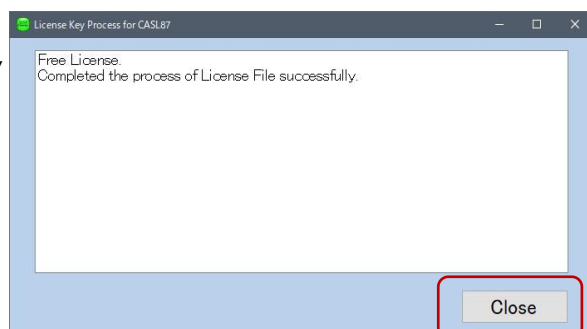 License Key Process for CASL87
Free License.
Completed the process of License File successfully.
Close